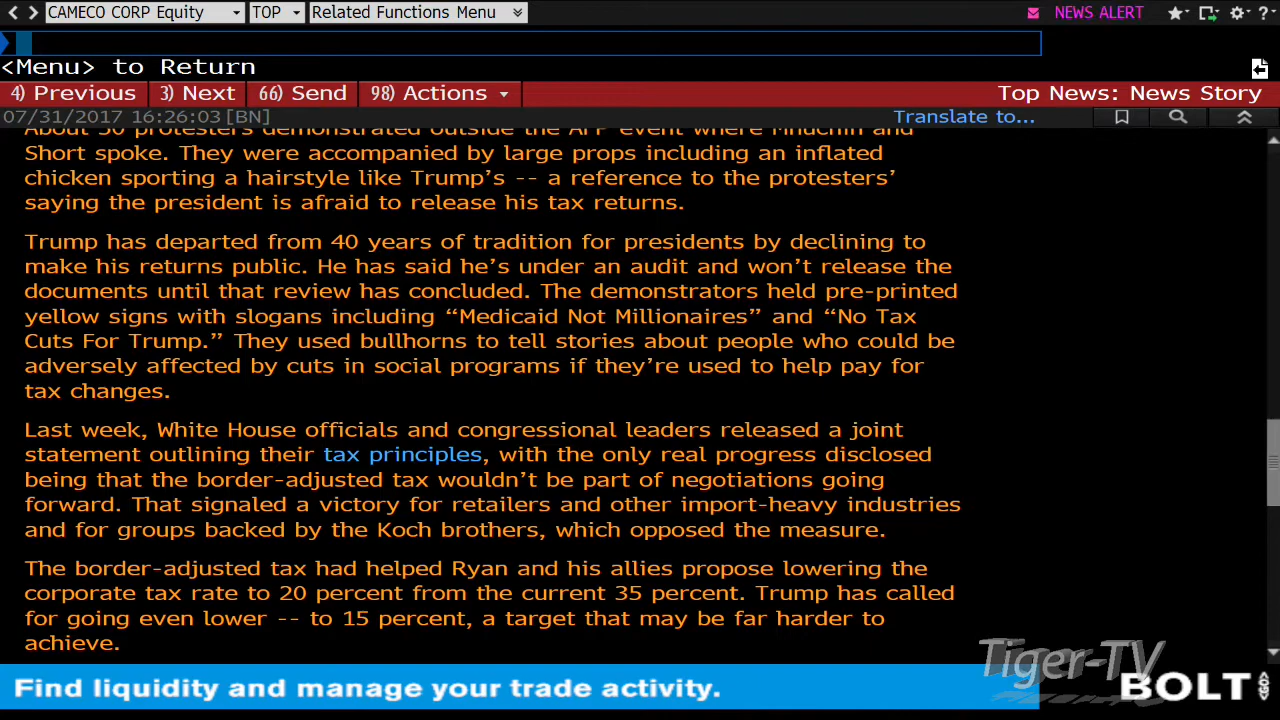 CAMECO CORP Equity TOP Related Functions Menu NEWS ALERT
<Menu> to Return
4) Previous 3) Next 66) Send 98) Actions Top News: News Story
07/31/2017 16:26:03 [BN] Translate to...
About 50 protesters demonstrated outside the AFP event where Mnuchin and
Short spoke. They were accompanied by large props including an inflated
chicken sporting a hairstyle like Trump's -- a reference to the protesters'
saying the president is afraid to release his tax returns.
Trump has departed from 40 years of tradition for presidents by declining to
make his returns public. He has said he's under an audit and won't release the
documents until that review has concluded. The demonstrators held pre-printed
yellow signs with slogans including “Medicaid Not Millionaires” and “No Tax
Cuts For Trump.” They used bullhorns to tell stories about people who could be
adversely affected by cuts in social programs if they're used to help pay for
tax changes.
Last week, White House officials and congressional leaders released a joint
statement outlining their tax principles, with the only real progress disclosed
being that the border-adjusted tax wouldn't be part of negotiations going
forward. That signaled a victory for retailers and other import-heavy industries
and for groups backed by the Koch brothers, which opposed the measure.
The border-adjusted tax had helped Ryan and his allies propose lowering the
corporate tax rate to 20 percent from the current 35 percent. Trump has called
for going even lower -- to 15 percent, a target that may be far harder to
achieve.
Tiger-TV
Find liquidity and manage your trade activity. BOLT